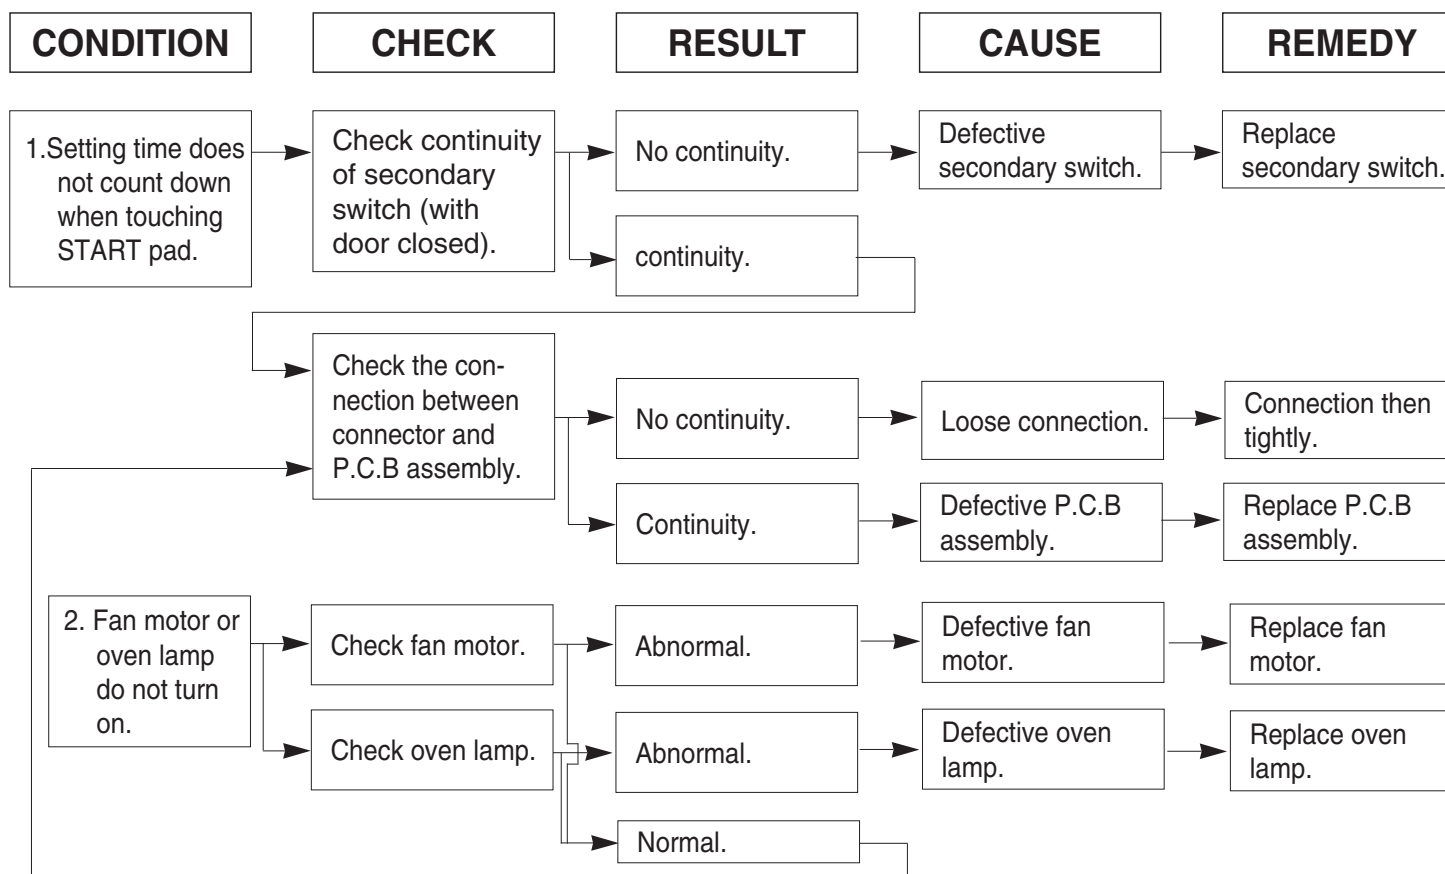 CONDITION
CHECK
RESULT
CAUSE
REMEDY
1.Setting time does
not count down
when touching
START pad.
Check continuity
of secondary
switch (with
door closed).
No continuity.
Defective
secondary switch.
Replace
secondary switch.
continuity.
Check the con-
nection between
connector and
P.C.B assembly.
No continuity.
Loose connection.
Connection then
tightly.
Continuity.
Defective P.C.B
assembly.
Replace P.C.B
assembly.
2. Fan motor or
oven lamp
do not turn
on.
Check fan motor.
Abnormal.
Defective fan
motor.
Replace fan
motor.
Check oven lamp.
Abnormal.
Defective oven
lamp.
Replace oven
lamp.
Normal.